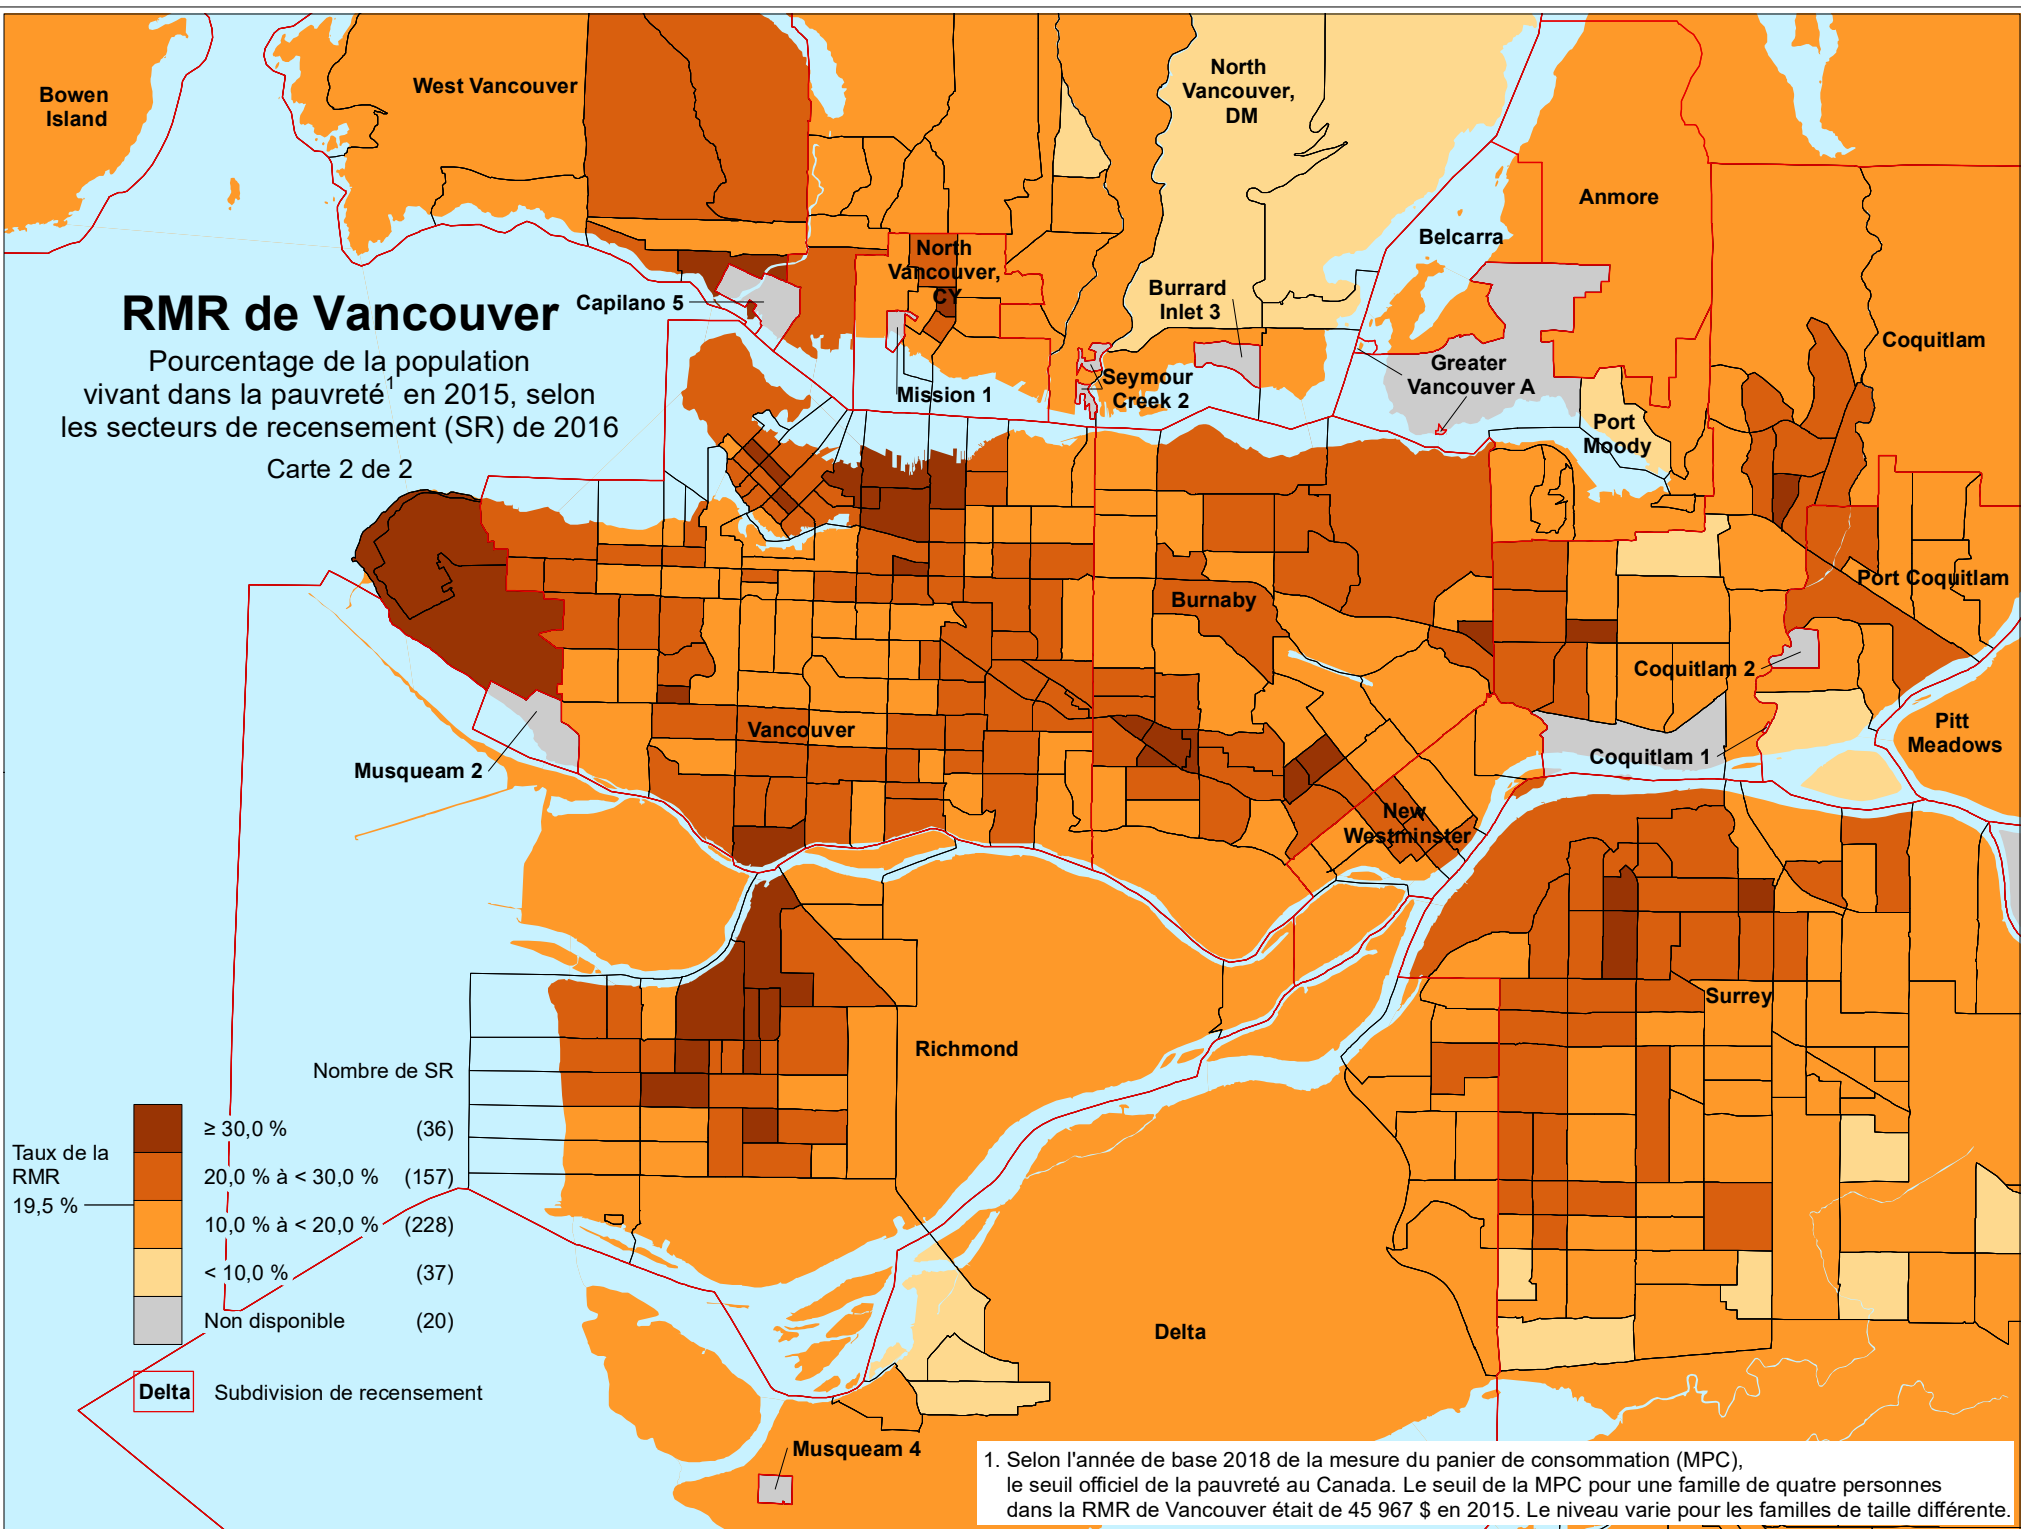 Bowen
Island
West Vancouver
North
Vancouver,
DM
Anmore
Belcarra
North
Vancouver,
CY
Burrard
Inlet 3
Capilano 5
RMR de Vancouver
Pourcentage de la population
vivant dans la pauvreté1 en 2015, selon
les secteurs de recensement (SR) de 2016
Carte 2 de 2
Coquitlam
Greater
Vancouver A
Seymour
Creek 2
Mission 1
Port
Moody
Port Coquitlam
Burnaby
Coquitlam 2
Vancouver
Pitt
Meadows
Coquitlam 1
Musqueam 2
New
Westminster
Surrey
Richmond
Nombre de SR
≥ 30,0 % (36)
Taux de la
RMR
19,5 %
20,0 % à < 30,0 % (157)
10,0 % à < 20,0 % (228)
< 10,0 % (37)
Non disponible (20)
Delta
Delta Subdivision de recensement
Musqueam 4
1. Selon l'année de base 2018 de la mesure du panier de consommation (MPC),
le seuil officiel de la pauvreté au Canada. Le seuil de la MPC pour une famille de quatre personnes
dans la RMR de Vancouver était de 45 967 $ en 2015. Le niveau varie pour les familles de taille différente.